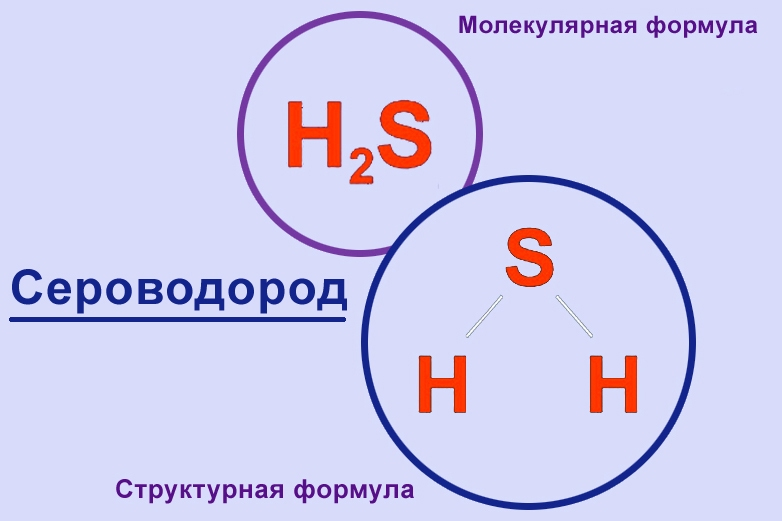 Молекулярная формула
H₂S
Сероводород
S
H H
Структурная формула